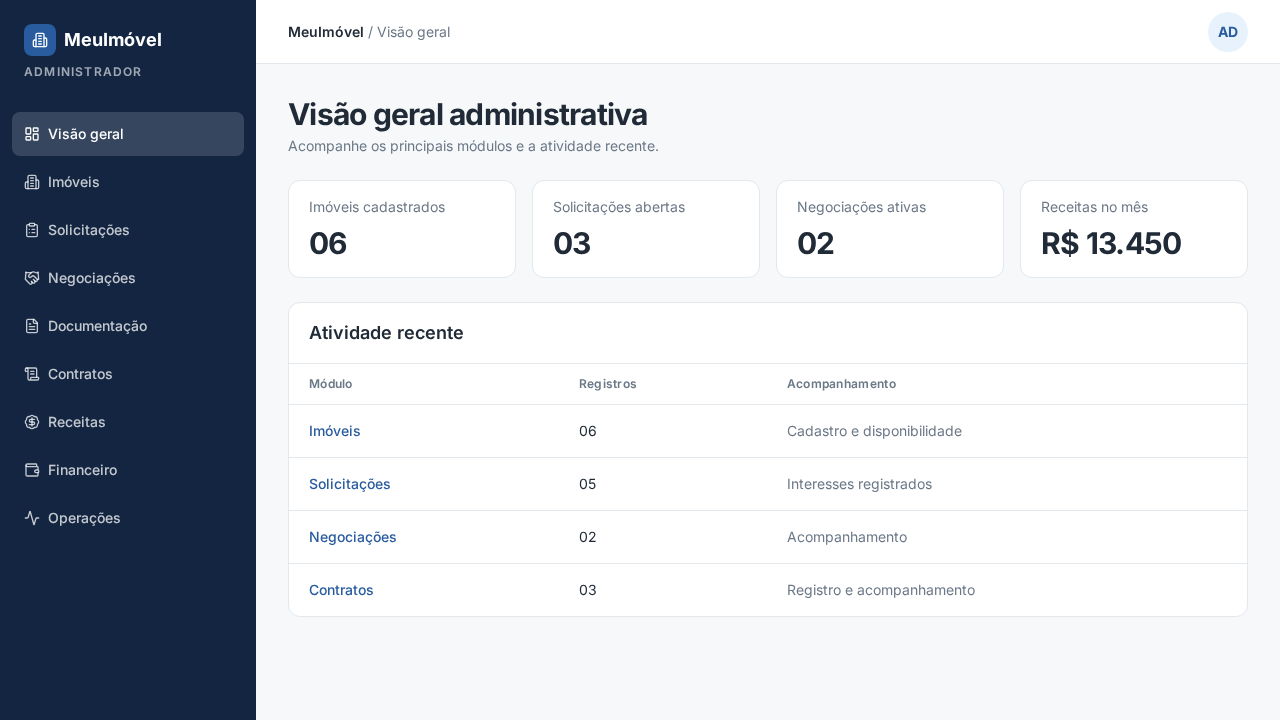 MeuImóvel
ADMINISTRADOR
Visão geral
Imóveis
Solicitações
Negociações
Documentação
Contratos
Receitas
Financeiro
Operações
MeuImóvel / Visão geral
AD
Visão geral administrativa
Acompanhe os principais módulos e a atividade recente.
Imóveis cadastrados
06
Solicitações abertas
03
Negociações ativas
02
Receitas no mês
R$ 13.450
Atividade recente
Módulo Registros Acompanhamento
Imóveis 06 Cadastro e disponibilidade
Solicitações 05 Interesses registrados
Negociações 02 Acompanhamento
Contratos 03 Registro e acompanhamento